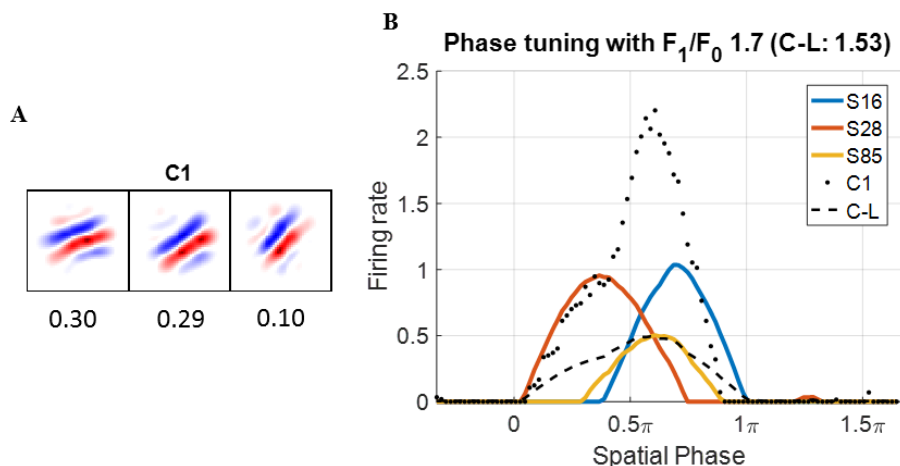 A
C1
0.30 0.29 0.10
B
Phase tuning with F₁/F₀ 1.7 (C-L: 1.53)
Firing rate
2.5
2
1.5
1
0.5
0
S16
S28
S85
C1
C-L
0 0.5π 1π 1.5π
Spatial Phase